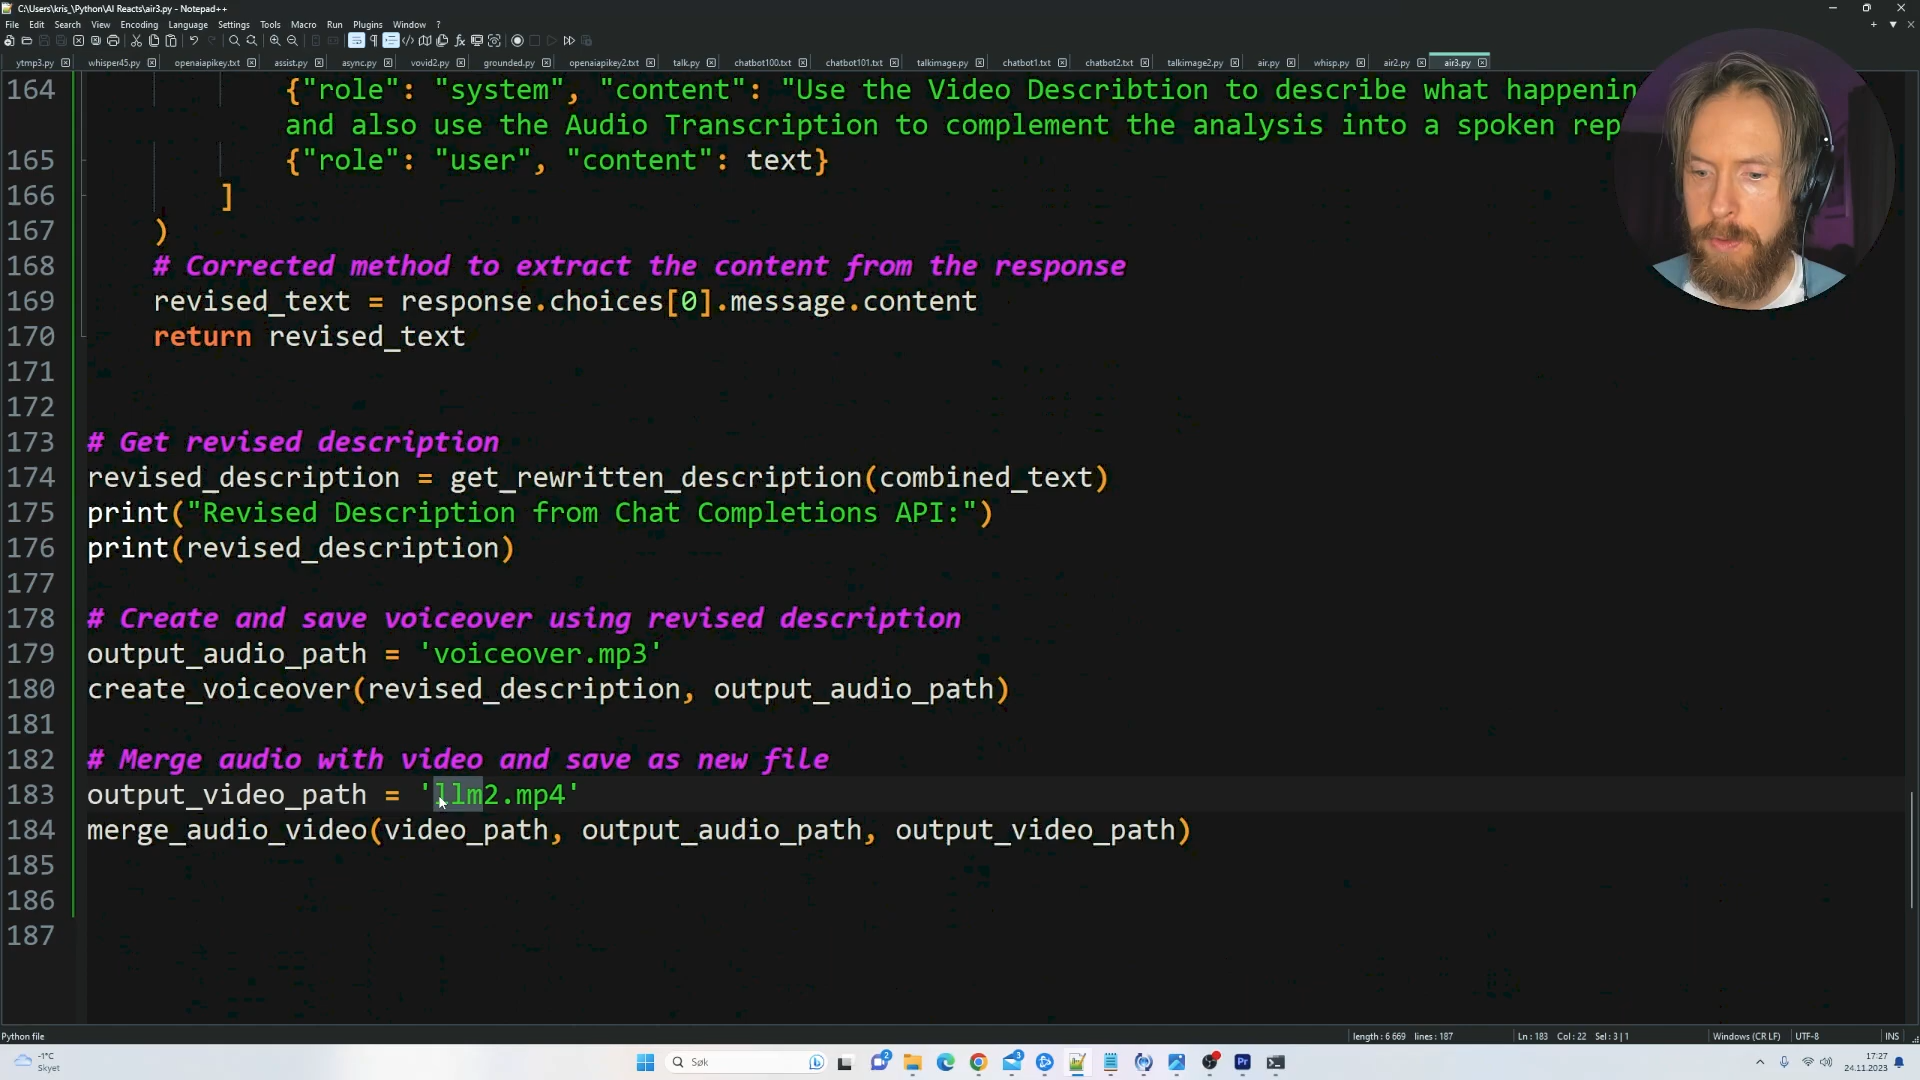 C:\Users\kris_\Python\AI Reacts\air3.py - Notepad++
File Edit Search View Encoding Language Settings Tools Macro Run Plugins Window ?
ytmp3.py whisper45.py openaiapikey.txt assist.py async.py vovid2.py grounded.py openaiapikey2.txt talk.py chatbot100.txt chatbot101.txt talkimage.py chatbot1.txt chatbot2.txt talkimage2.py air.py whisp.py air2.py air3.py
164 {"role": "system", "content": "Use the Video Describtion to describe what happenin
and also use the Audio Transcription to complement the analysis into a spoken rep
165 {"role": "user", "content": text}
166 ]
167 )
168 # Corrected method to extract the content from the response
169 revised_text = response.choices[0].message.content
170 return revised_text
171
172
173 # Get revised description
174 revised_description = get_rewritten_description(combined_text)
175 print("Revised Description from Chat Completions API:")
176 print(revised_description)
177
178 # Create and save voiceover using revised description
179 output_audio_path = 'voiceover.mp3'
180 create_voiceover(revised_description, output_audio_path)
181
182 # Merge audio with video and save as new file
183 output_video_path = 'llm2.mp4'
184 merge_audio_video(video_path, output_audio_path, output_video_path)
185
186
187
Python file length : 6 669 lines : 187 Ln : 183 Col : 22 Sel : 3 | 1 Windows (CR LF) UTF-8 INS
-1°C
Skyet
Søk
2
3
Pr
17:27
24.11.2023